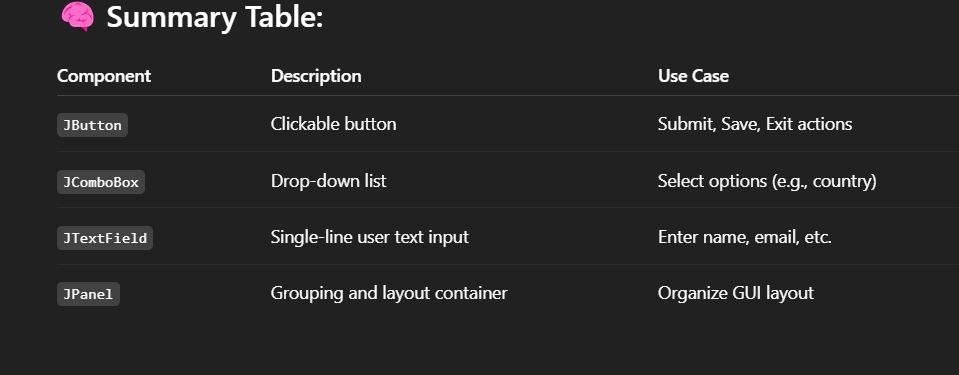 🧠 Summary Table:
Component Description Use Case
JButton Clickable button Submit, Save, Exit actions
JComboBox Drop-down list Select options (e.g., country)
JTextField Single-line user text input Enter name, email, etc.
JPanel Grouping and layout container Organize GUI layout